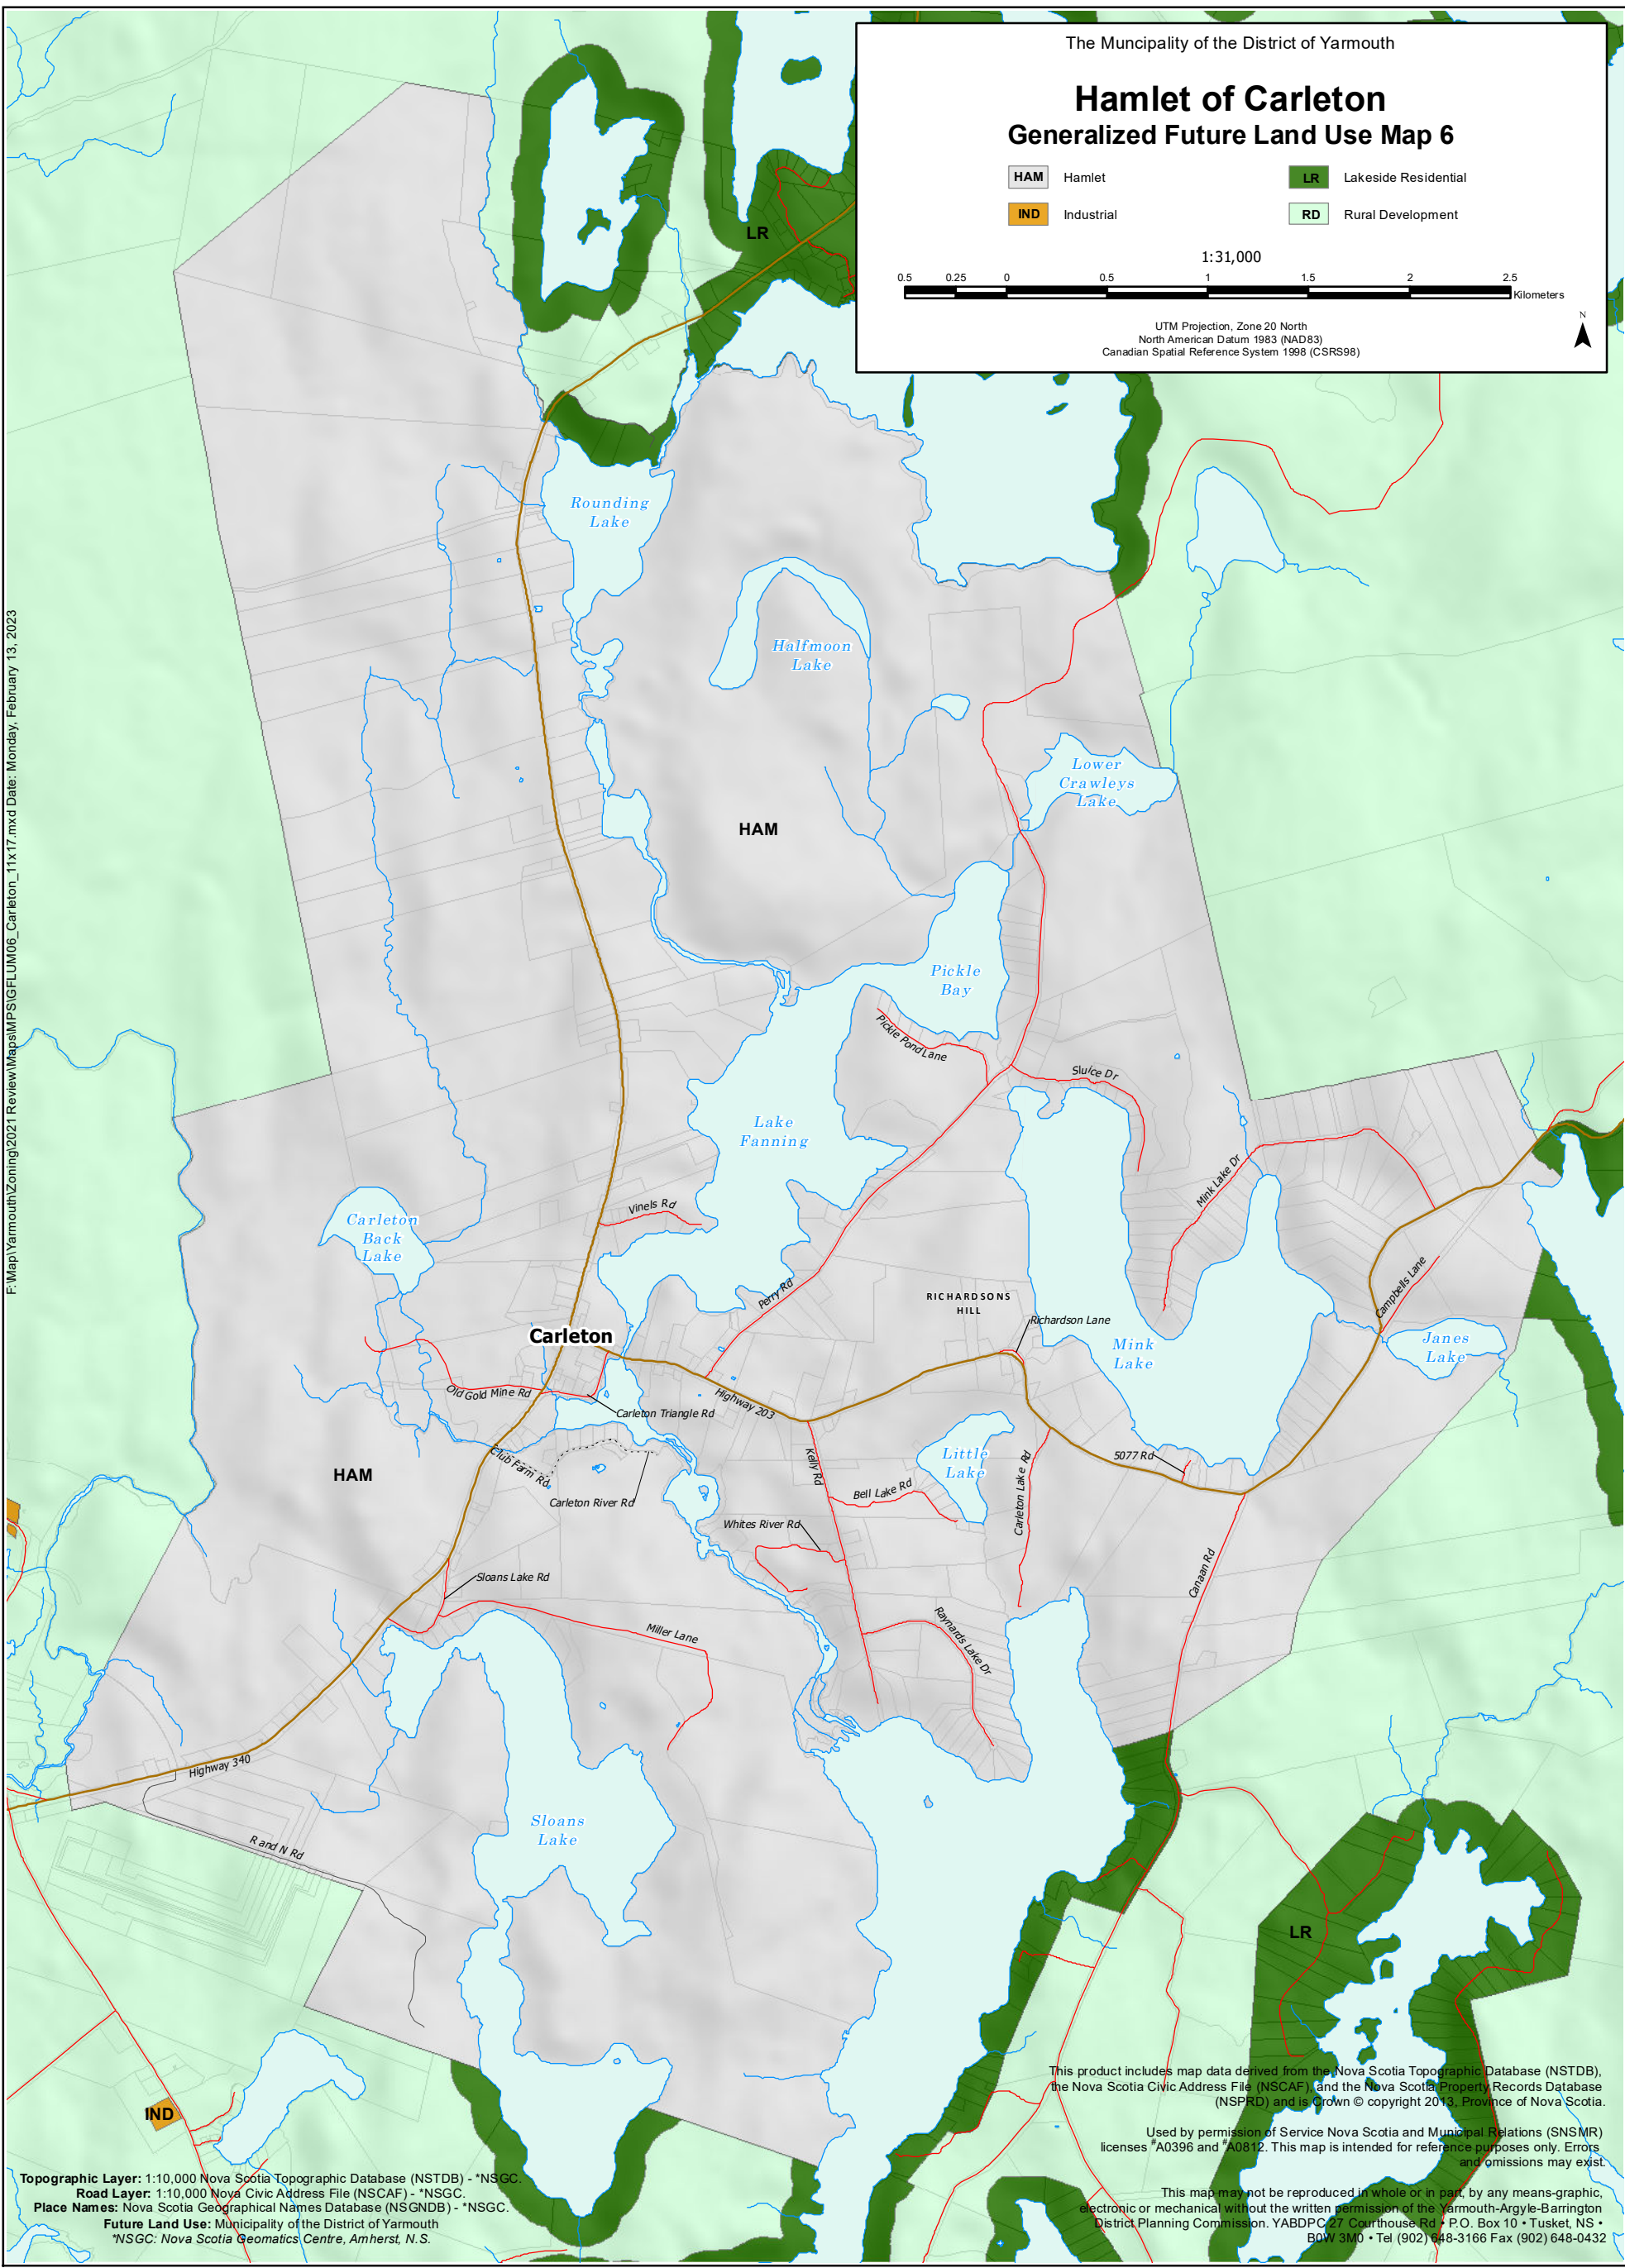 The Muncipality of the District of Yarmouth
Hamlet of Carleton
Generalized Future Land Use Map 6
HAM Hamlet
LR Lakeside Residential
IND Industrial
RD Rural Development
1:31,000
0.5 0.25 0 0.5 1 1.5 2 2.5
Kilometers
N
UTM Projection, Zone 20 North
North American Datum 1983 (NAD83)
Canadian Spatial Reference System 1998 (CSRS98)
LR
Rounding
Lake
Halfmoon
Lake
Lower
Crawleys
Lake
HAM
Pickle
Bay
Pickle Pond Lane
Sluice Dr
Lake
Fanning
Mink Lake Dr
Vinels Rd
Carleton
Back
Lake
Perry Rd
RICHARDSONS
HILL
Richardson Lane
Campbells Lane
Carleton
Mink
Lake
Janes
Lake
Old Gold Mine Rd
Carleton Triangle Rd
Highway 203
Club Farm Rd
Carleton River Rd
Kelly Rd
Little
Lake
Bell Lake Rd
Carleton Lake Rd
5077 Rd
HAM
Whites River Rd
Canaan Rd
Sloans Lake Rd
Miller Lane
Raynards Lake Dr
Highway 340
R and N Rd
Sloans
Lake
LR
IND
F:\Map\Yarmouth\Zoning\2021 Review\Maps\MPS\GFLUM06_Carleton_11x17.mxd Date: Monday, February 13, 2023
This product includes map data derived from the Nova Scotia Topographic Database (NSTDB),
the Nova Scotia Civic Address File (NSCAF), and the Nova Scotia Property Records Database
(NSPRD) and is Crown © copyright 2013, Province of Nova Scotia.
Used by permission of Service Nova Scotia and Municipal Relations (SNSMR)
licenses #A0396 and #A0812. This map is intended for reference purposes only. Errors
and omissions may exist.
This map may not be reproduced in whole or in part, by any means-graphic,
electronic or mechanical without the written permission of the Yarmouth-Argyle-Barrington
District Planning Commission. YABDPC 27 Courthouse Rd • P.O. Box 10 • Tusket, NS •
B0W 3M0 • Tel (902) 648-3166 Fax (902) 648-0432
Topographic Layer: 1:10,000 Nova Scotia Topographic Database (NSTDB) - *NSGC.
Road Layer: 1:10,000 Nova Civic Address File (NSCAF) - *NSGC.
Place Names: Nova Scotia Geographical Names Database (NSGNDB) - *NSGC.
Future Land Use: Municipality of the District of Yarmouth
*NSGC: Nova Scotia Geomatics Centre, Amherst, N.S.